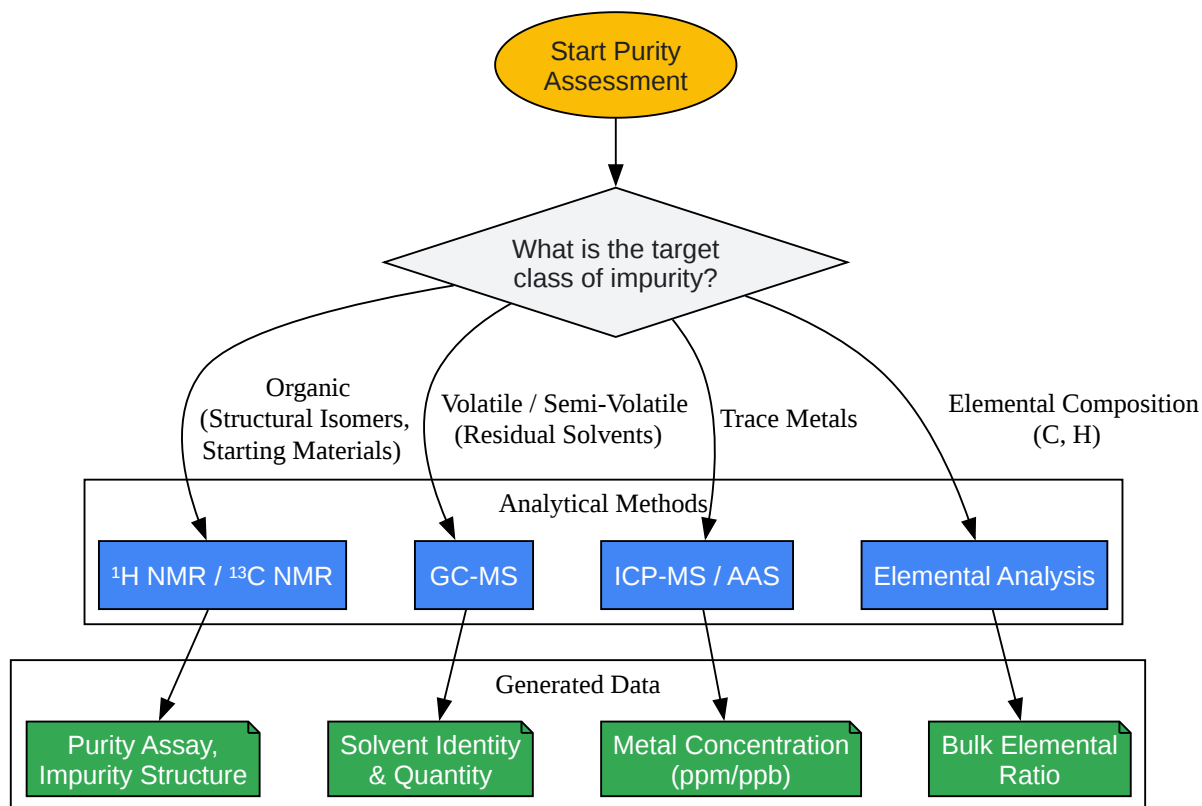 Start Purity
Assessment
What is the target
class of impurity?
Organic
(Structural Isomers,
Starting Materials)
Volatile / Semi-Volatile
(Residual Solvents)
Trace Metals
Elemental Composition
(C, H)
Analytical Methods
¹H NMR / ¹³C NMR
GC-MS
ICP-MS / AAS
Elemental Analysis
Generated Data
Purity Assay,
Impurity Structure
Solvent Identity
& Quantity
Metal Concentration
(ppm/ppb)
Bulk Elemental
Ratio